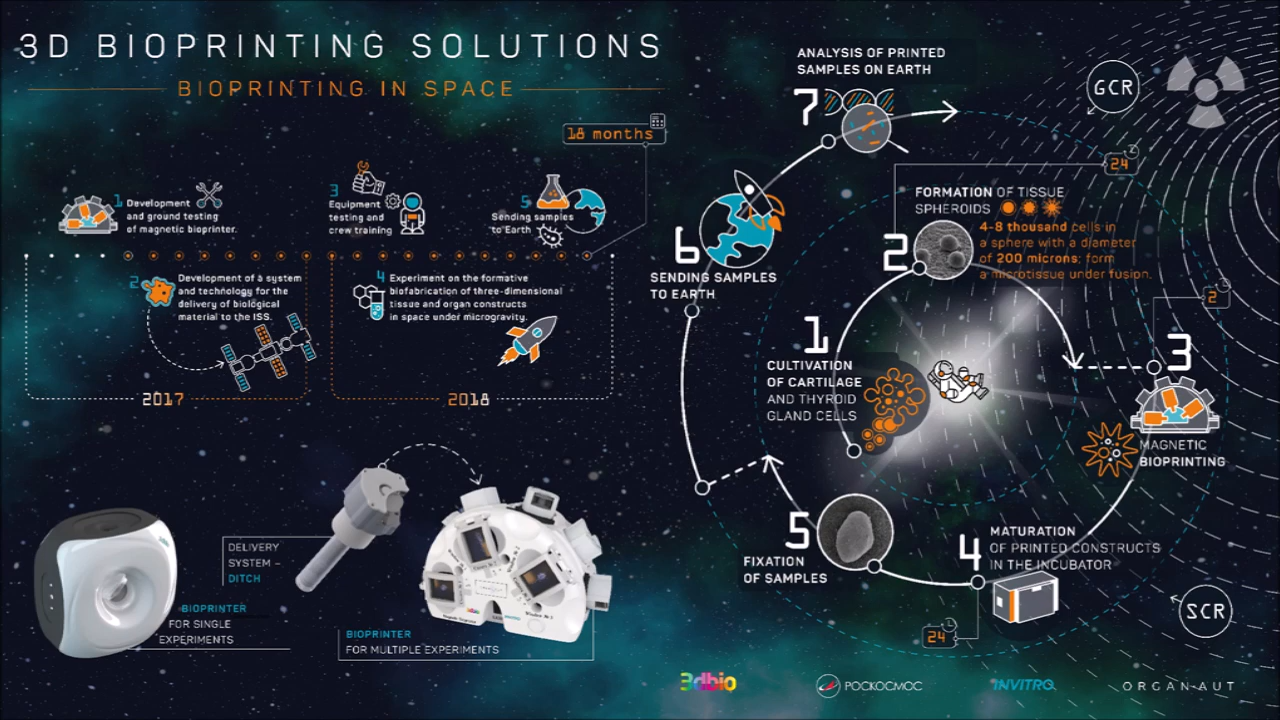 3D BIOPRINTING SOLUTIONS
BIOPRINTING IN SPACE
18 months
1 Development
and ground testing
of magnetic bioprinter.
3
Equipment
testing and
crew training
5
Sending samples
to Earth
2
Development of a system
and technology for the
delivery of biological
material to the ISS.
4 Experiment on the formative
biofabrication of three-dimensional
tissue and organ constructs
in space under microgravity.
2017
2018
DELIVERY
SYSTEM –
DITCH
BIOPRINTER
FOR SINGLE
EXPERIMENTS
BIOPRINTER
FOR MULTIPLE EXPERIMENTS
1
CULTIVATION
OF CARTILAGE
AND THYROID
GLAND CELLS
2
FORMATION OF TISSUE
SPHEROIDS
4-8 thousand cells in
a sphere with a diameter
of 200 microns; form
a microtissue under fusion.
24
2
3
MAGNETIC
BIOPRINTING
4
MATURATION
OF PRINTED CONSTRUCTS
IN THE INCUBATOR
24
5
FIXATION
OF SAMPLES
6
SENDING SAMPLES
TO EARTH
7
ANALYSIS OF PRINTED
SAMPLES ON EARTH
GCR
SCR
3dbio
РОСКОСМОС
INVITRO
ORGAN·AUT